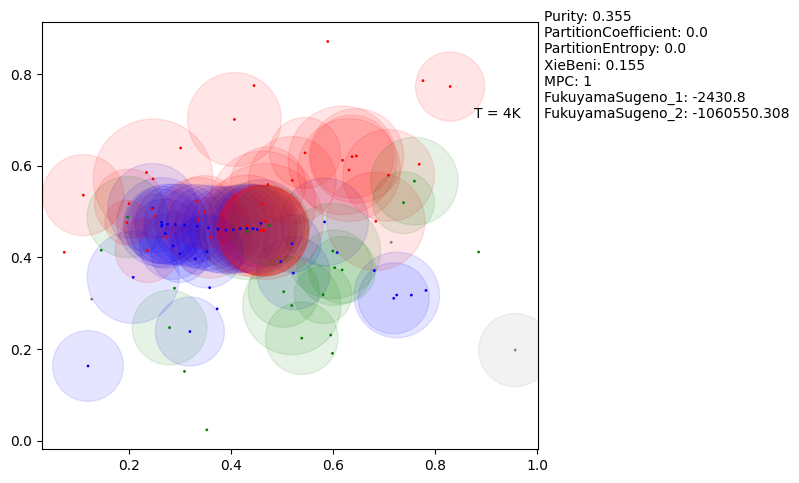 Purity: 0.355
PartitionCoefficient: 0.0
PartitionEntropy: 0.0
XieBeni: 0.155
MPC: 1
FukuyamaSugeno_1: -2430.8
FukuyamaSugeno_2: -1060550.308
T = 4K
0.8
0.6
0.4
0.2
0.0
0.2 0.4 0.6 0.8 1.0